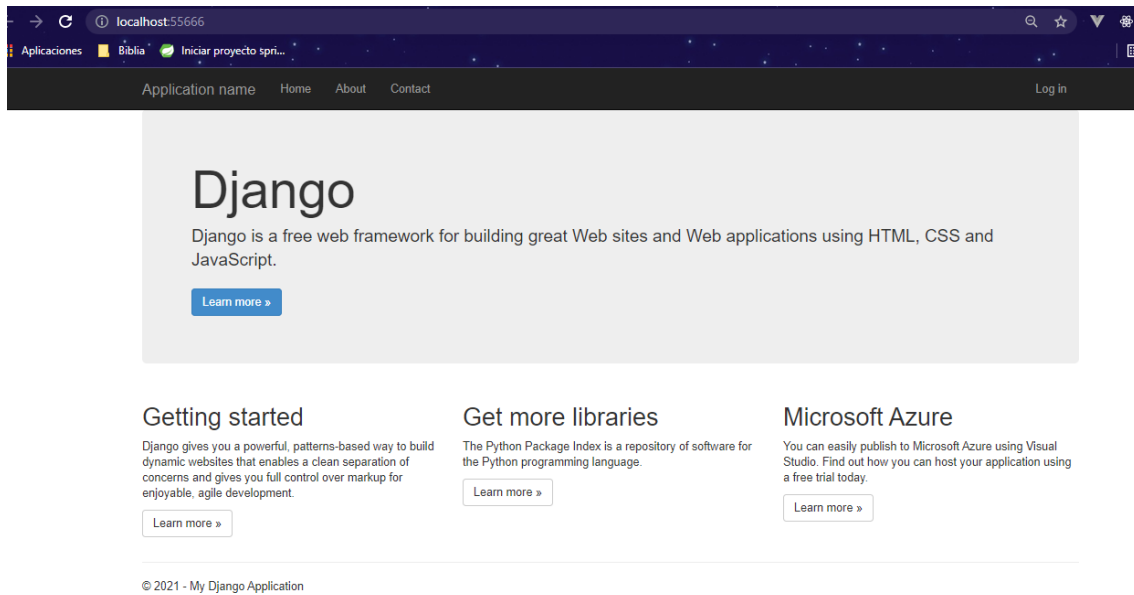 localhost:55666
Aplicaciones Biblia Iniciar proyecto spri...
Application name Home About Contact Log in
Django
Django is a free web framework for building great Web sites and Web applications using HTML, CSS and
JavaScript.
Learn more »
Getting started
Django gives you a powerful, patterns-based way to build
dynamic websites that enables a clean separation of
concerns and gives you full control over markup for
enjoyable, agile development.
Learn more »
Get more libraries
The Python Package Index is a repository of software for
the Python programming language.
Learn more »
Microsoft Azure
You can easily publish to Microsoft Azure using Visual
Studio. Find out how you can host your application using
a free trial today.
Learn more »
© 2021 - My Django Application